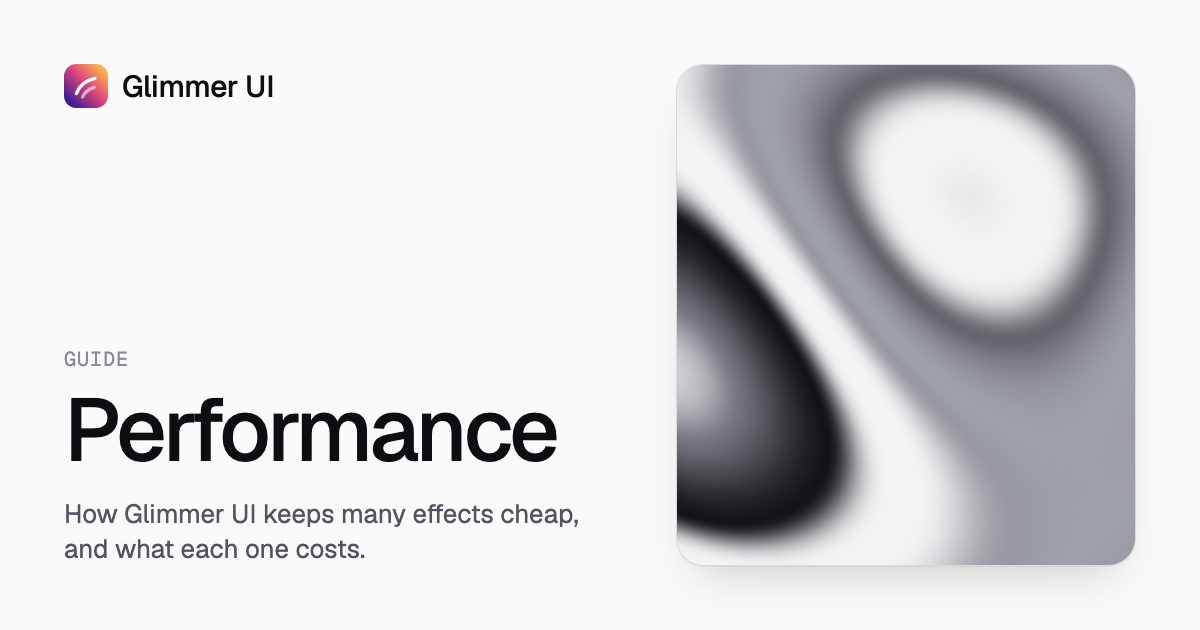 Glimmer UI
GUIDE
Performance
How Glimmer UI keeps many effects cheap,
and what each one costs.